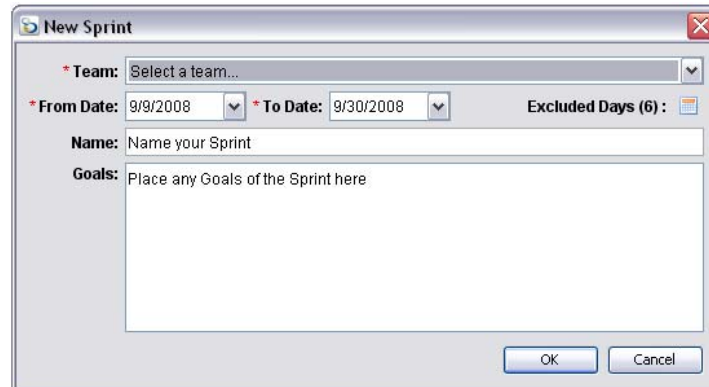 New Sprint
* Team: Select a team...
* From Date: 9/9/2008 * To Date: 9/30/2008 Excluded Days (6) :
Name: Name your Sprint
Goals: Place any Goals of the Sprint here
OK Cancel